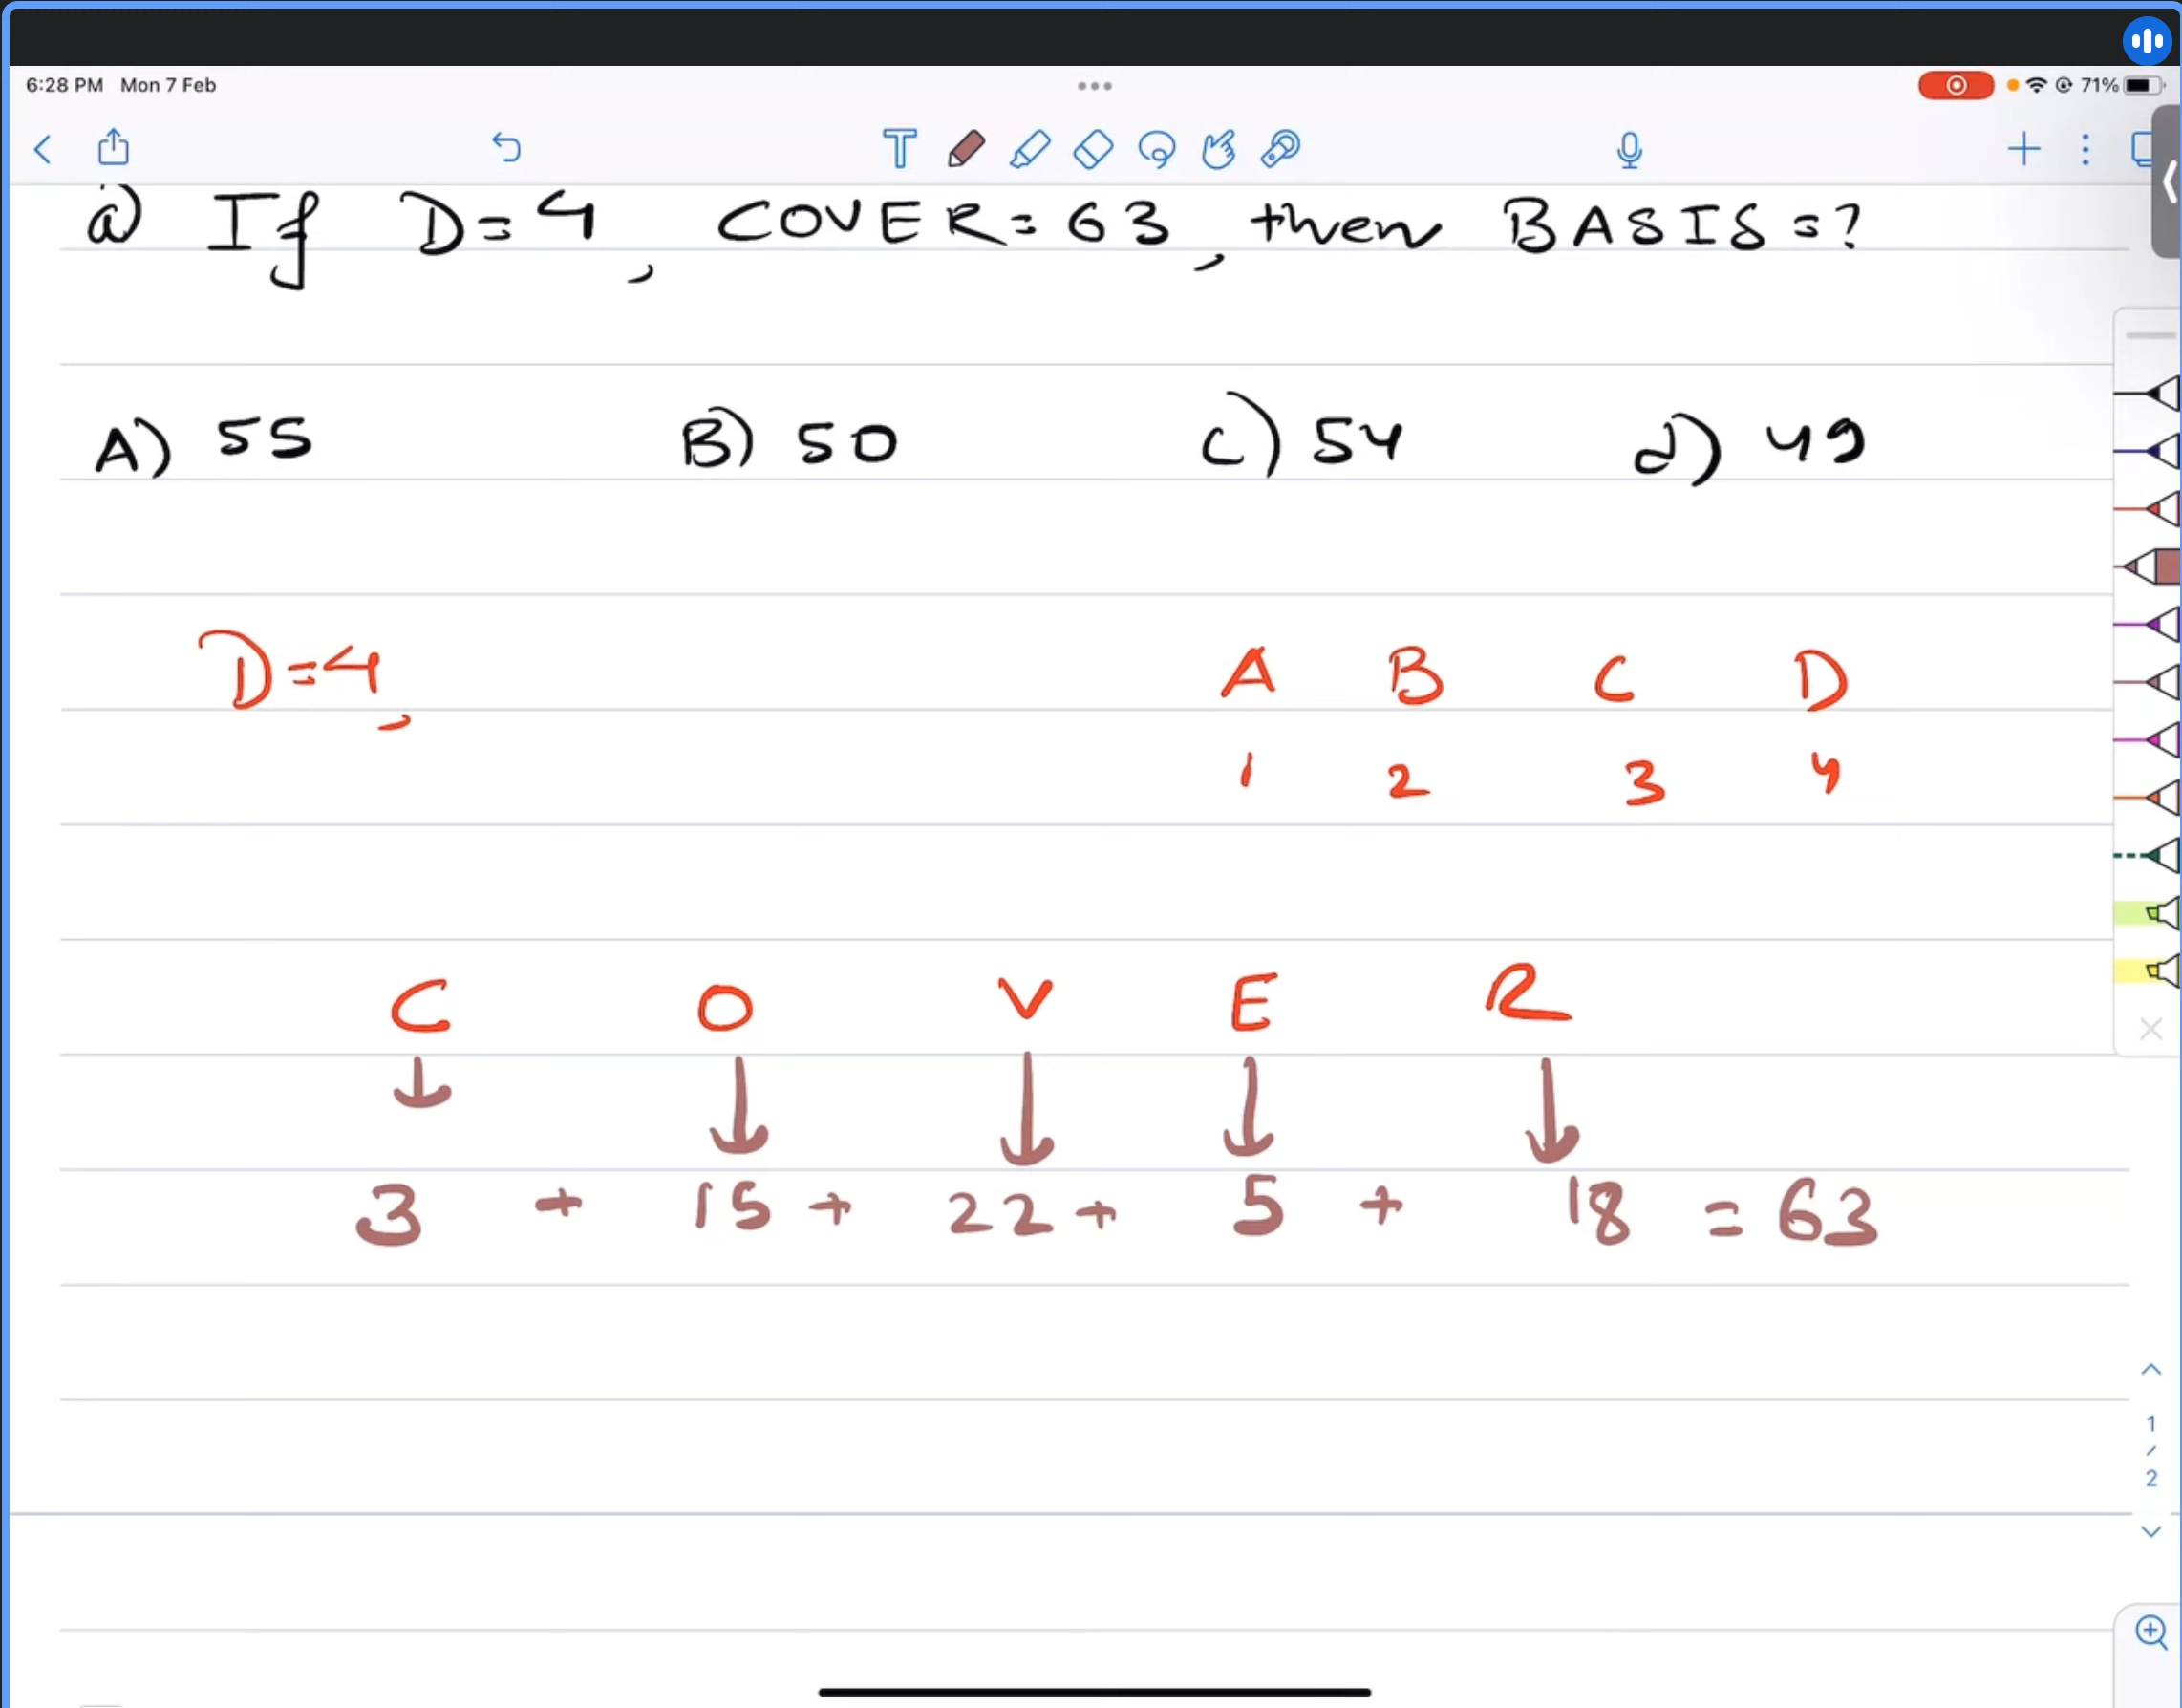 6:28 PM Mon 7 Feb 71%
a) If D=4, COVER=63, then BASIS=?
A) 55 B) 50 C) 54 d) 49
D=4, A B C D
1 2 3 4
C O V E R
3 + 15 + 22 + 5 + 18 = 63
1
/
2